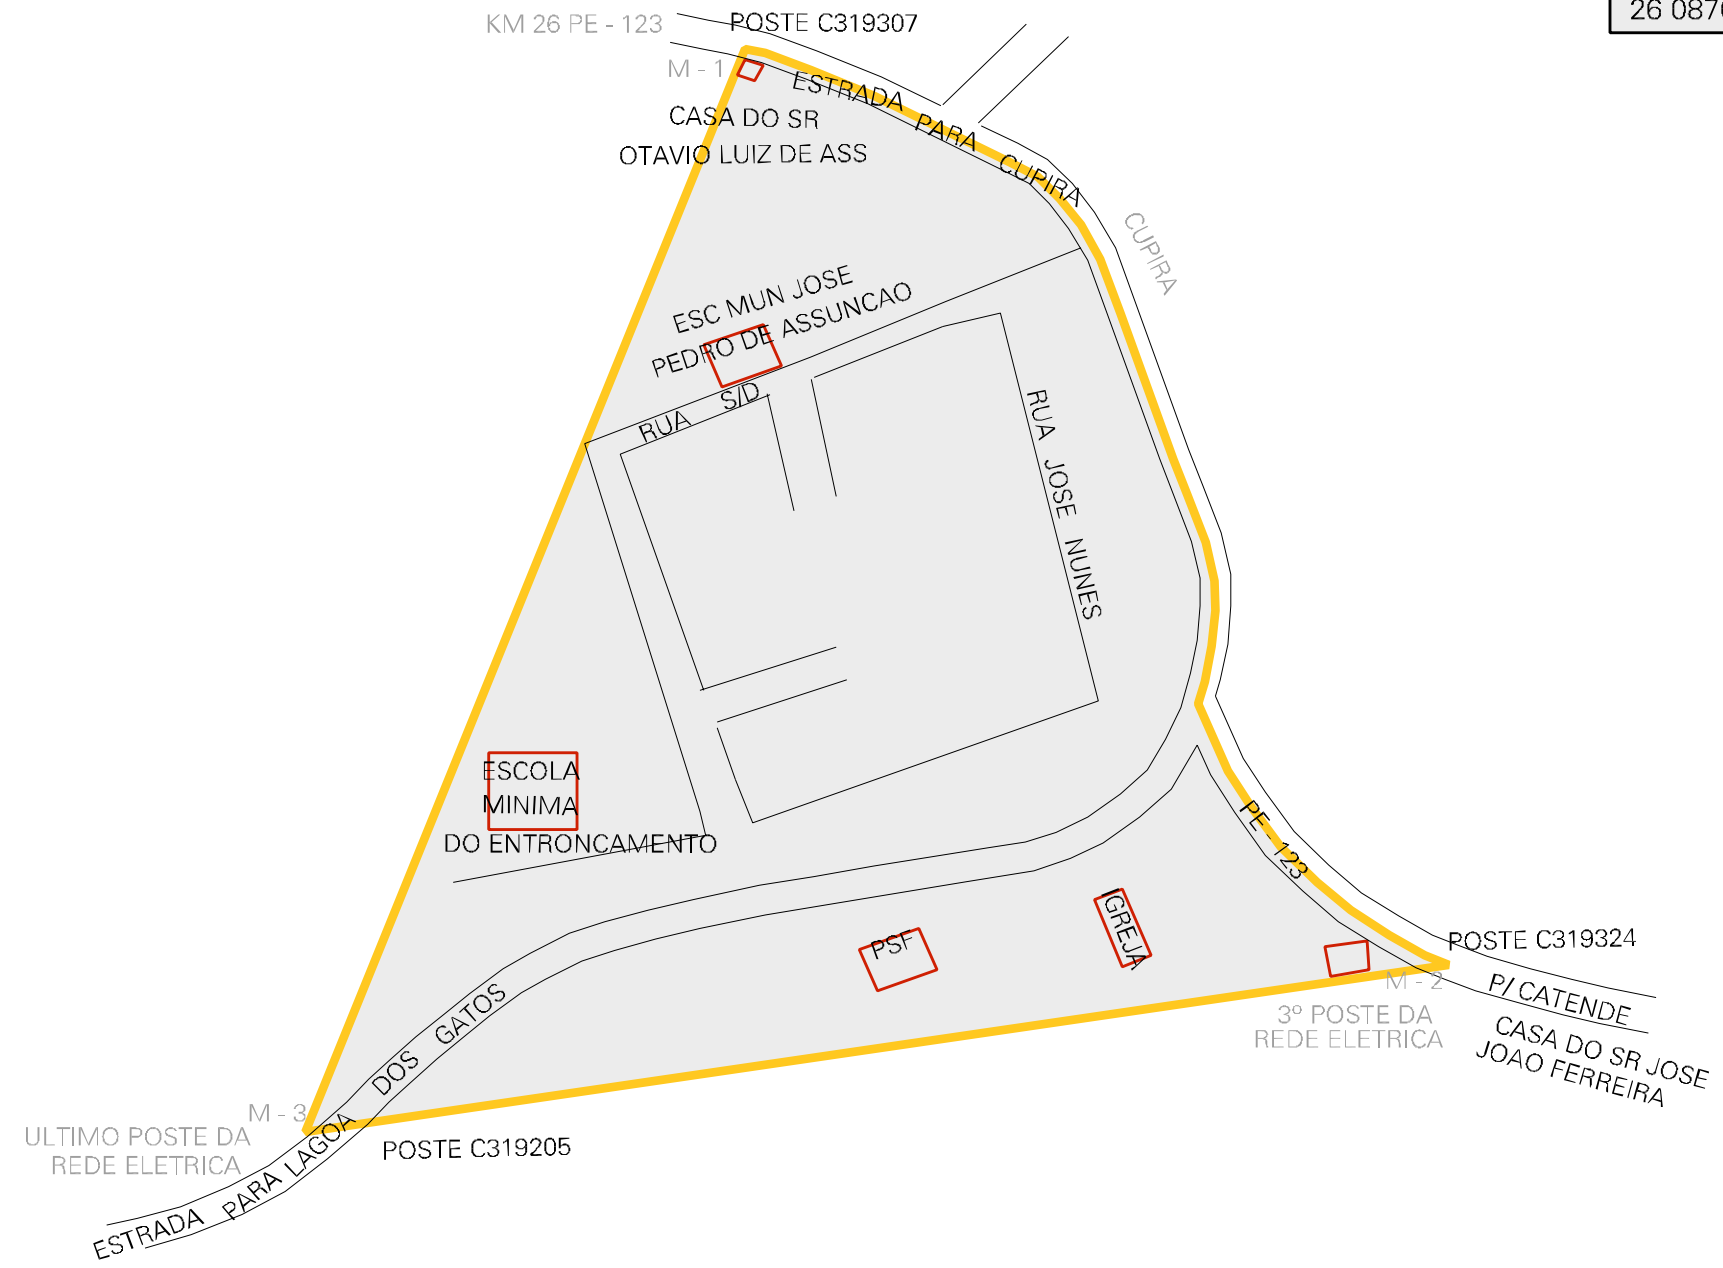 26 087
KM 26 PE - 123
POSTE C319307
M - 1
ESTRADA PARA CUPIRA
CASA DO SR
OTAVIO LUIZ DE ASS
CUPIRA
ESC MUN JOSE
PEDRO DE ASSUNCAO
RUA S/D
RUA JOSE NUNES
ESCOLA
MINIMA
DO ENTRONCAMENTO
PE - 123
IGREJA
PSF
POSTE C319324
M - 2
P/ CATENDE
3º POSTE DA
REDE ELETRICA
CASA DO SR JOSE
JOAO FERREIRA
M - 3
ULTIMO POSTE DA
REDE ELETRICA
POSTE C319205
ESTRADA PARA LAGOA DOS GATOS